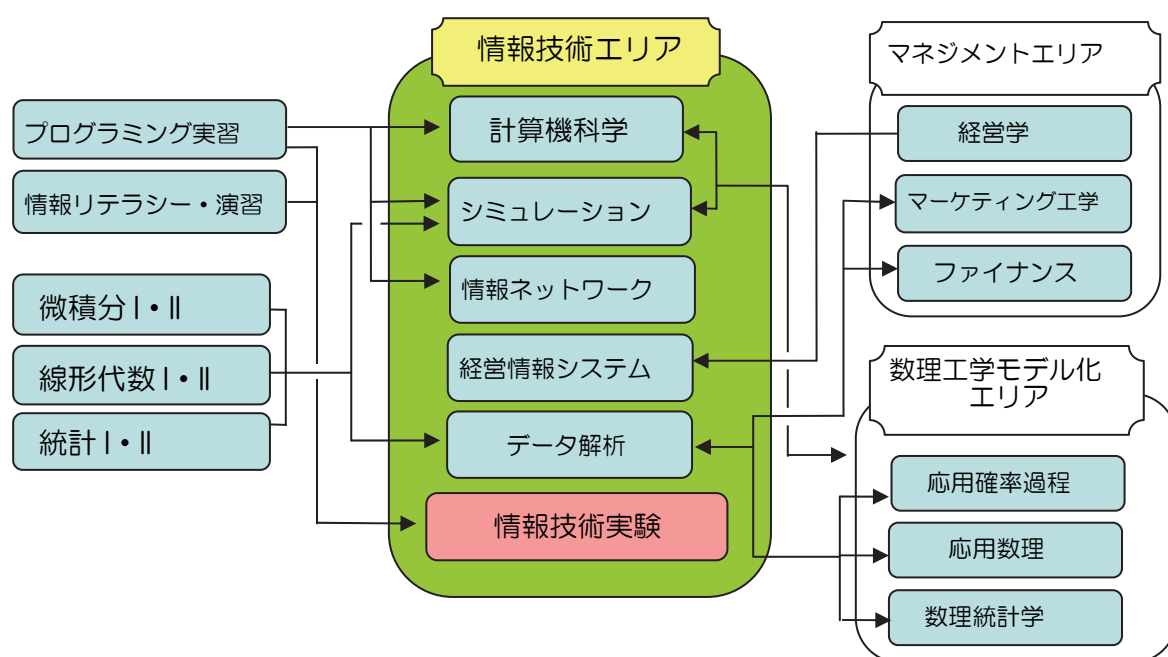 プログラミング実習
情報リテラシー・演習
微積分Ⅰ・Ⅱ
線形代数Ⅰ・Ⅱ
統計Ⅰ・Ⅱ
情報技術エリア
計算機科学
シミュレーション
情報ネットワーク
経営情報システム
データ解析
情報技術実験
マネジメントエリア
経営学
マーケティング工学
ファイナンス
数理工学モデル化
エリア
応用確率過程
応用数理
数理統計学